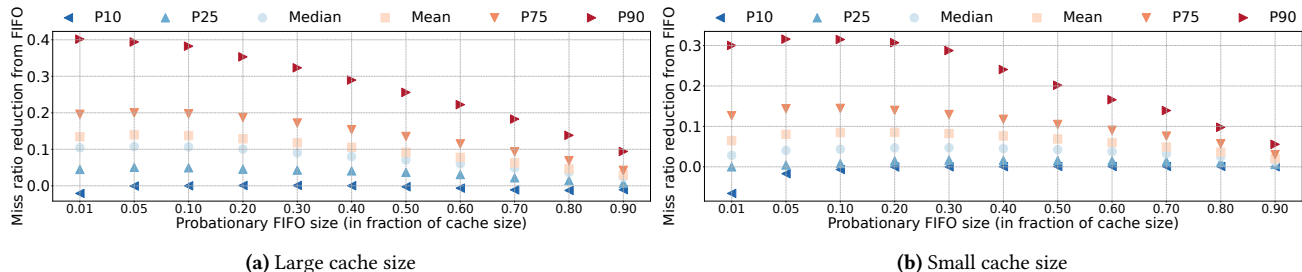 P10 P25 Median Mean P75 P90
Miss ratio reduction from FIFO
0.4
0.3
0.2
0.1
0.0
0.01 0.05 0.10 0.20 0.30 0.40 0.50 0.60 0.70 0.80 0.90
Probationary FIFO size (in fraction of cache size)
(a) Large cache size
P10 P25 Median Mean P75 P90
Miss ratio reduction from FIFO
0.3
0.2
0.1
0.0
0.01 0.05 0.10 0.20 0.30 0.40 0.50 0.60 0.70 0.80 0.90
Probationary FIFO size (in fraction of cache size)
(b) Small cache size